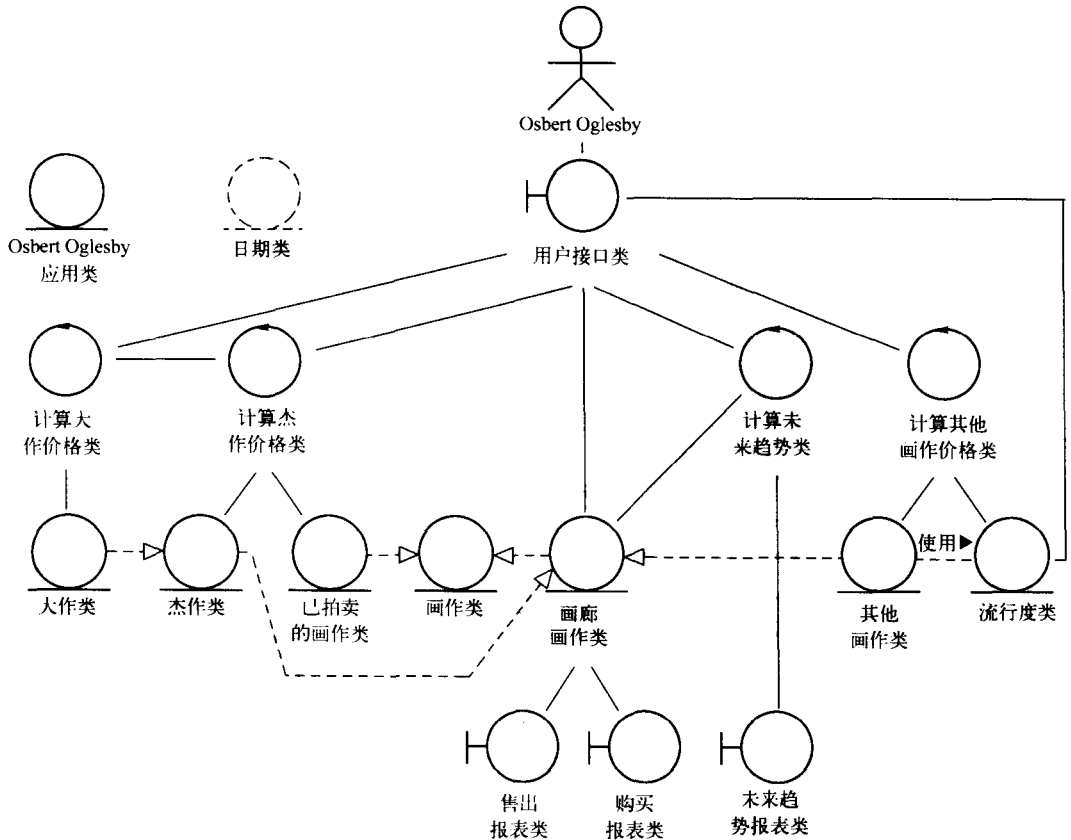 Osbert Oglesby
Osbert Oglesby
应用类
日期类
用户接口类
计算大
作价格类
计算杰
作价格类
计算未
来趋势类
计算其他
画作价格类
使用▶
大作类
杰作类
已拍卖
的画作类
画作类
画廊
画作类
其他
画作类
流行度类
售出
报表类
购买
报表类
未来趋
势报表类